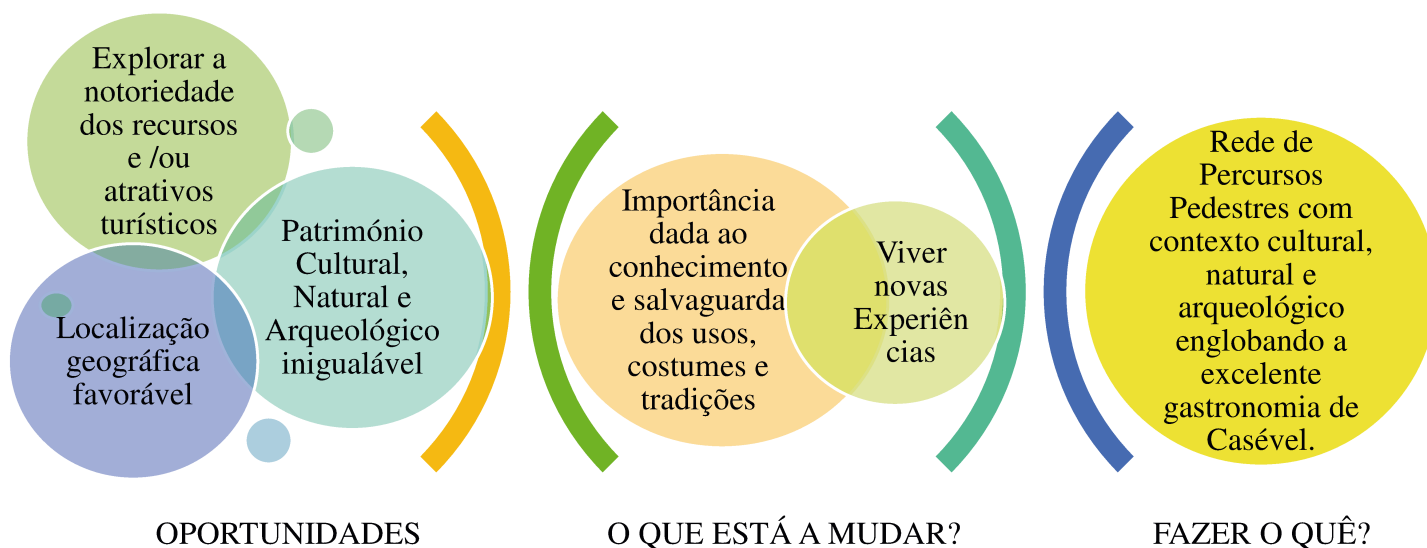 Explorar a
notoriedade
dos recursos
e /ou
atrativos
turísticos
Património
Cultural,
Natural e
Arqueológico
inigualável
Localização
geográfica
favorável
OPORTUNIDADES
Importância
dada ao
conhecimento
e salvaguarda
dos usos,
costumes e
tradições
Viver
novas
Experiên
cias
O QUE ESTÁ A MUDAR?
Rede de
Percursos
Pedestres com
contexto cultural,
natural e
arqueológico
englobando a
excelente
gastronomia de
Casével.
FAZER O QUÊ?